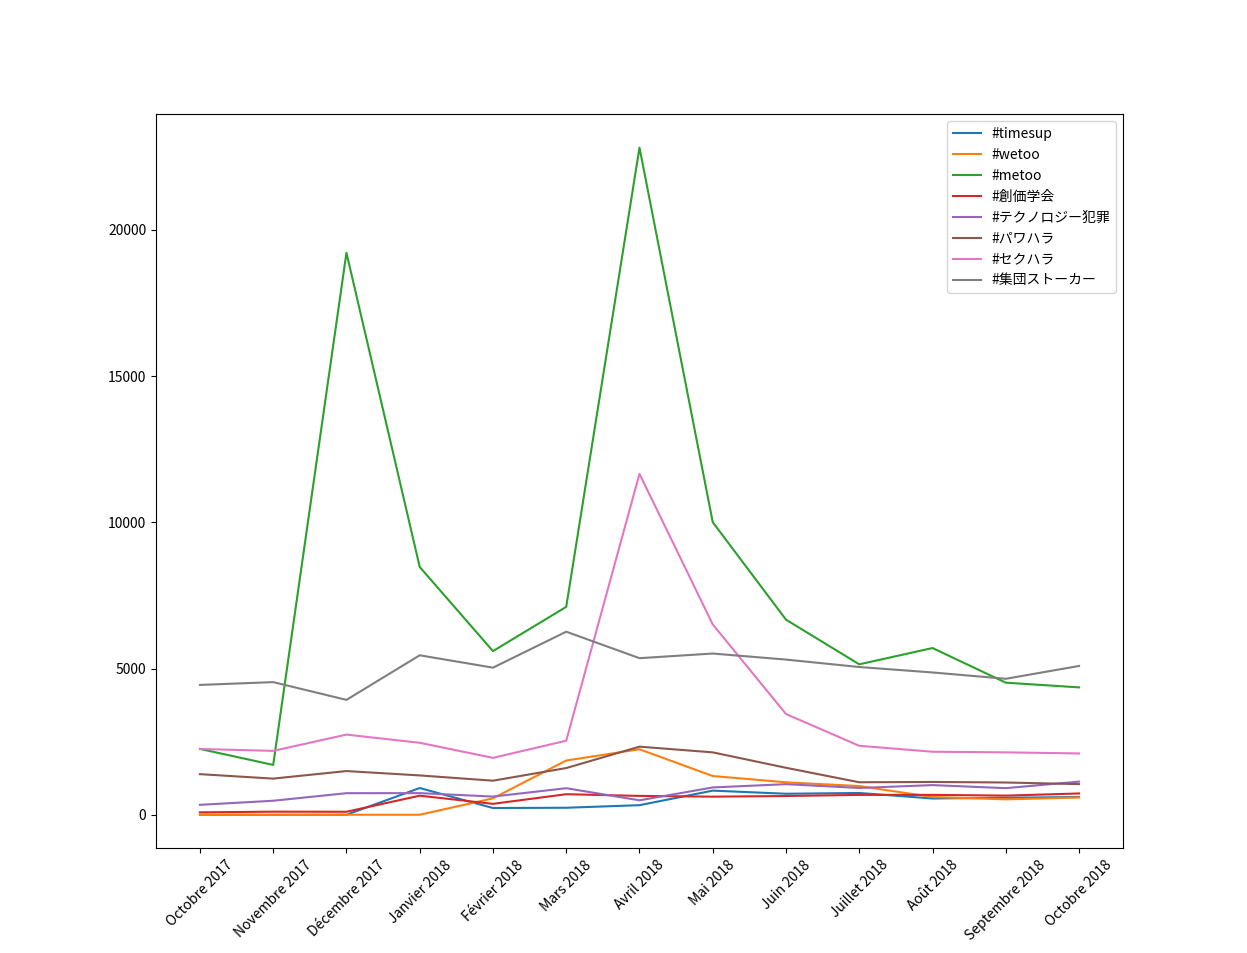 #timesup
#wetoo
#metoo
#創価学会
#テクノロジー犯罪
#パワハラ
#セクハラ
#集団ストーカー
20000
15000
10000
5000
0
Octobre 2017
Novembre 2017
Décembre 2017
Janvier 2018
Février 2018
Mars 2018
Avril 2018
Mai 2018
Juin 2018
Juillet 2018
Août 2018
Septembre 2018
Octobre 2018